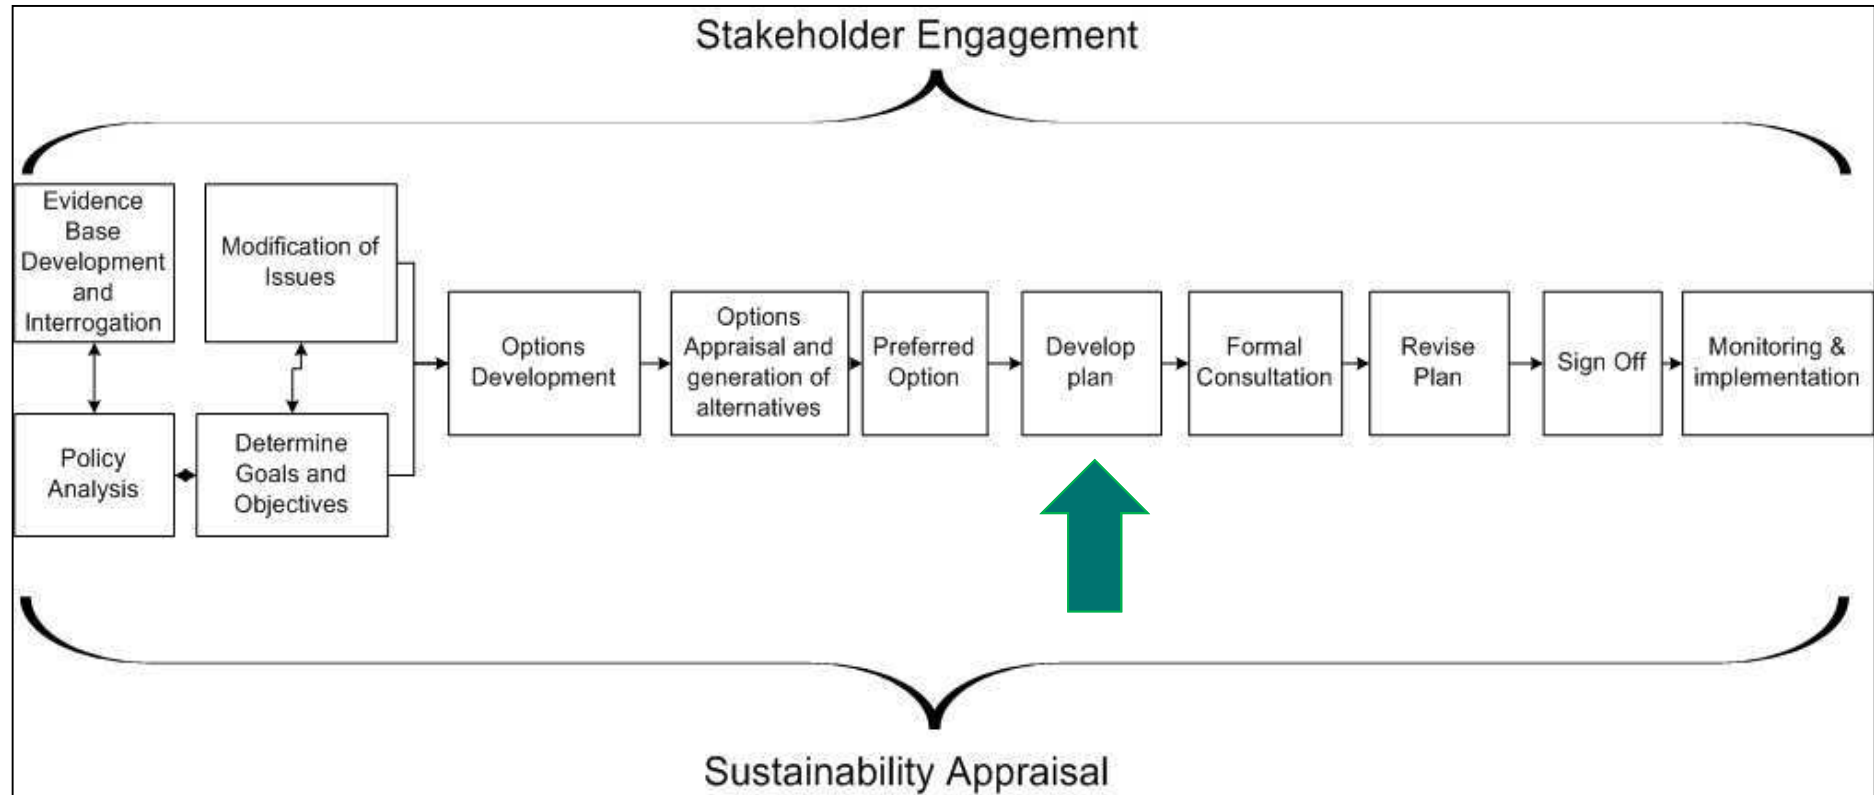 Stakeholder Engagement
Evidence
Base
Development
and
Interrogation
Modification of
Issues
Policy
Analysis
Determine
Goals and
Objectives
Options
Development
Options
Appraisal and
generation of
alternatives
Preferred
Option
Develop
plan
Formal
Consultation
Revise
Plan
Sign Off
Monitoring &
implementation
Sustainability Appraisal